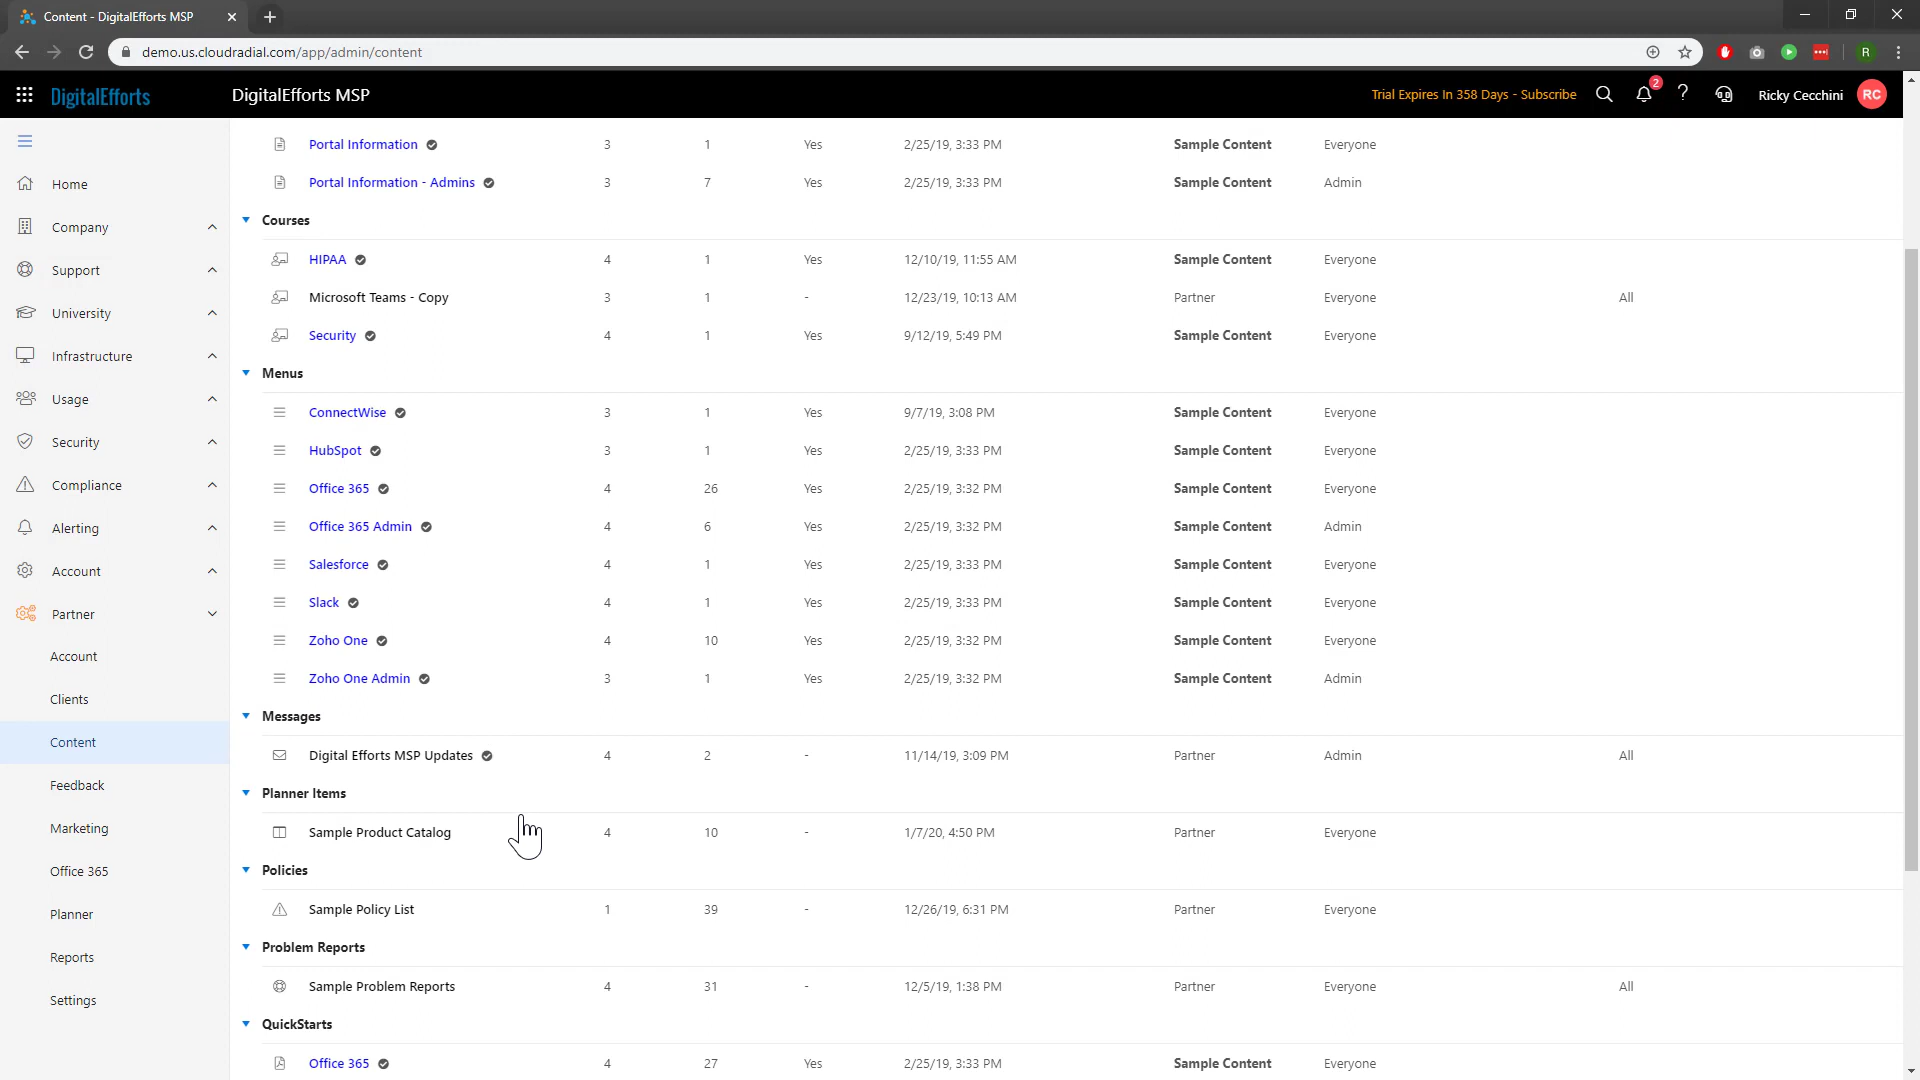 Content - DigitalEfforts MSP
demo.us.cloudradial.com/app/admin/content
R
DigitalEfforts
DigitalEfforts MSP
Trial Expires In 358 Days - Subscribe
2
?
Ricky Cecchini
RC
Home
Company
Support
University
Infrastructure
Usage
Security
Compliance
Alerting
Account
Partner
Account
Clients
Content
Feedback
Marketing
Office 365
Planner
Reports
Settings
Portal Information 3 1 Yes 2/25/19, 3:33 PM Sample Content Everyone
Portal Information - Admins 3 7 Yes 2/25/19, 3:33 PM Sample Content Admin
Courses
HIPAA 4 1 Yes 12/10/19, 11:55 AM Sample Content Everyone
Microsoft Teams - Copy 3 1 - 12/23/19, 10:13 AM Partner Everyone All
Security 4 1 Yes 9/12/19, 5:49 PM Sample Content Everyone
Menus
ConnectWise 3 1 Yes 9/7/19, 3:08 PM Sample Content Everyone
HubSpot 3 1 Yes 2/25/19, 3:33 PM Sample Content Everyone
Office 365 4 26 Yes 2/25/19, 3:32 PM Sample Content Everyone
Office 365 Admin 4 6 Yes 2/25/19, 3:32 PM Sample Content Admin
Salesforce 4 1 Yes 2/25/19, 3:33 PM Sample Content Everyone
Slack 4 1 Yes 2/25/19, 3:33 PM Sample Content Everyone
Zoho One 4 10 Yes 2/25/19, 3:32 PM Sample Content Everyone
Zoho One Admin 3 1 Yes 2/25/19, 3:32 PM Sample Content Admin
Messages
Digital Efforts MSP Updates 4 2 - 11/14/19, 3:09 PM Partner Admin All
Planner Items
Sample Product Catalog 4 10 - 1/7/20, 4:50 PM Partner Everyone
Policies
Sample Policy List 1 39 - 12/26/19, 6:31 PM Partner Everyone
Problem Reports
Sample Problem Reports 4 31 - 12/5/19, 1:38 PM Partner Everyone All
QuickStarts
Office 365 4 27 Yes 2/25/19, 3:33 PM Sample Content Everyone